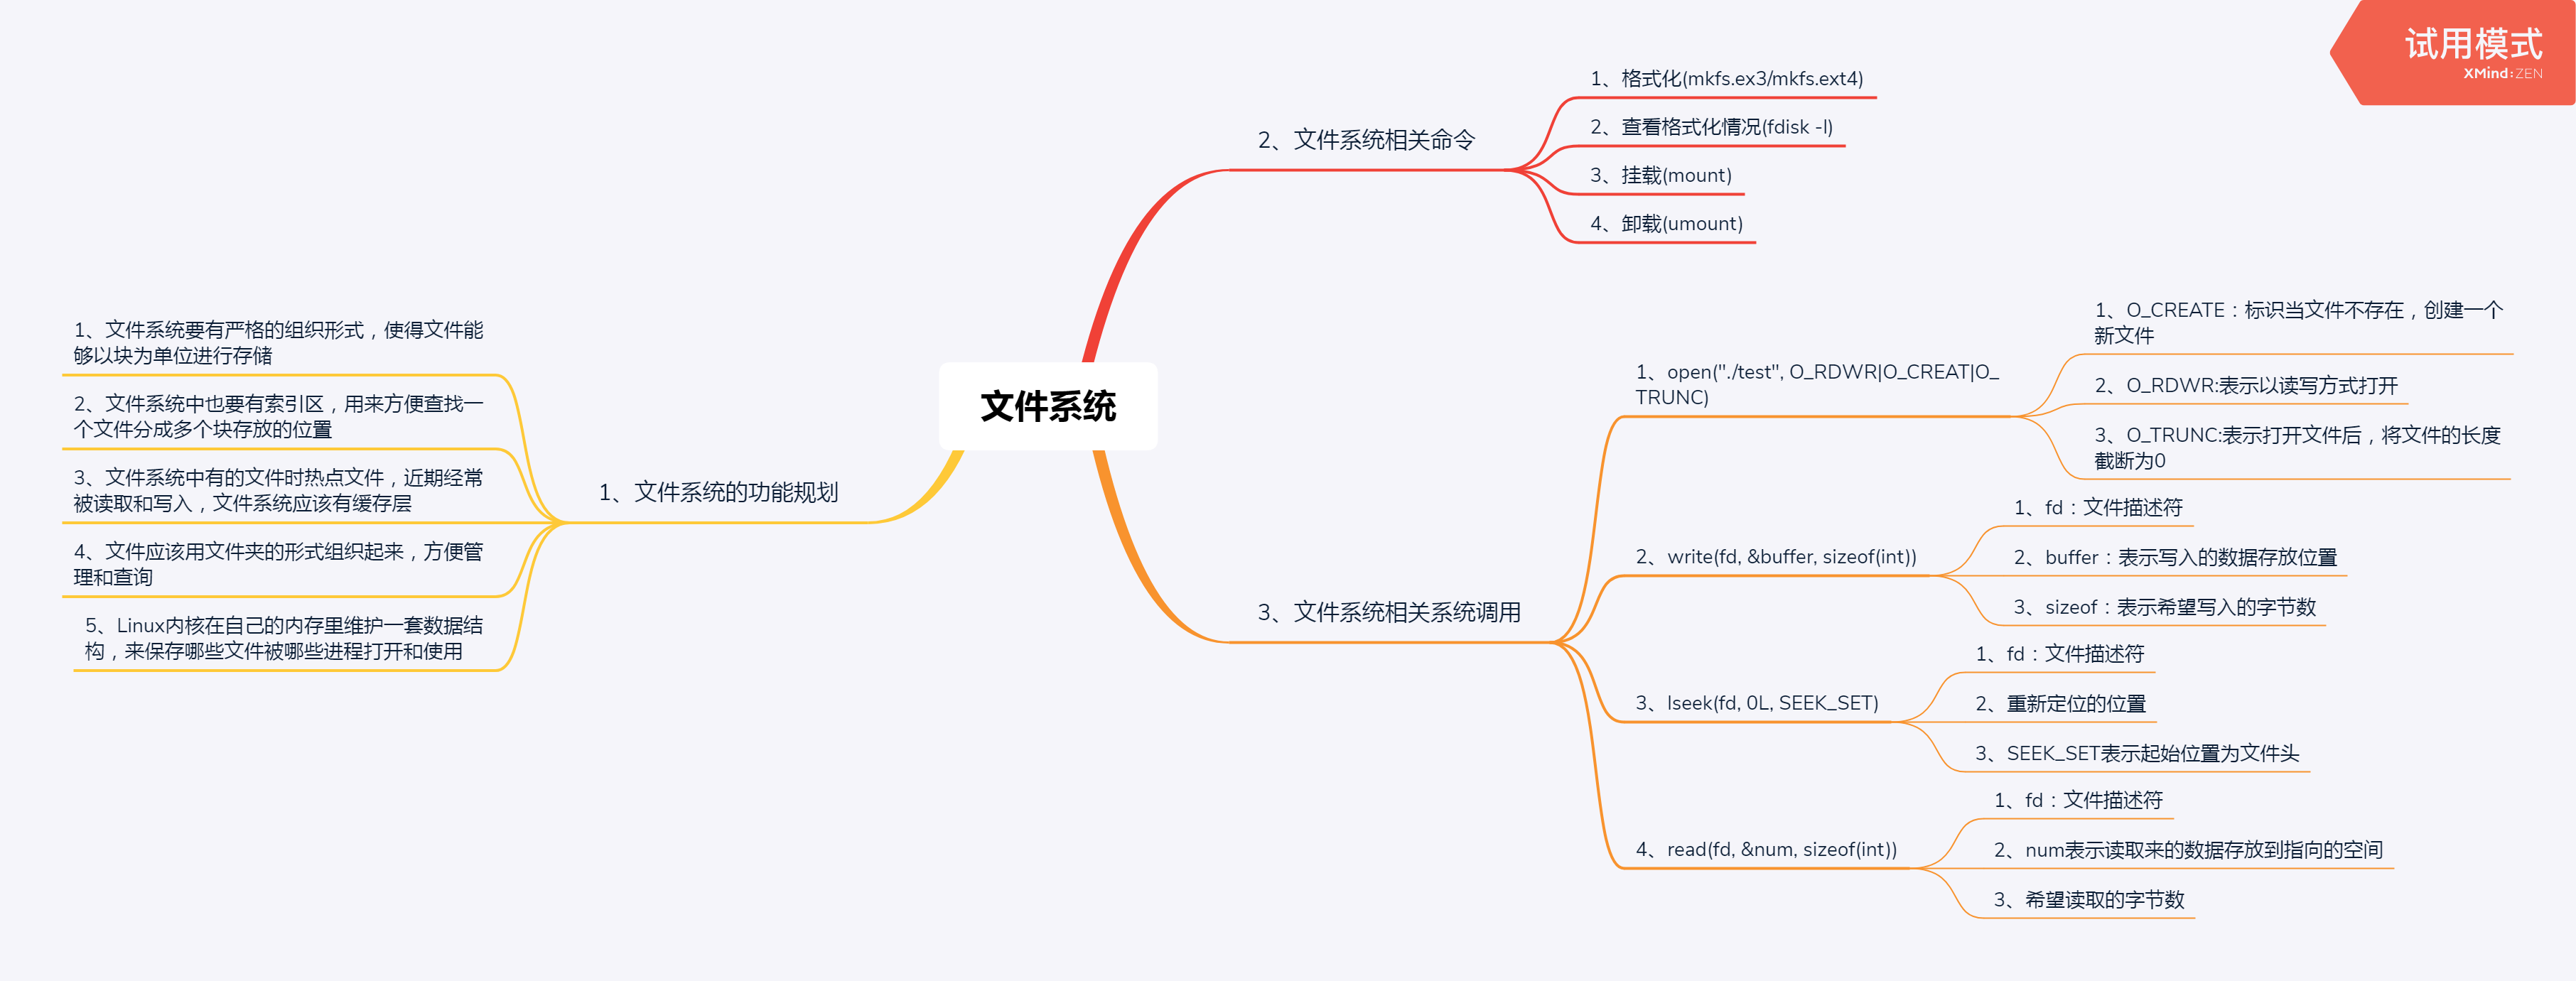 试用模式
XMind:ZEN
文件系统
1、文件系统的功能规划
1、文件系统要有严格的组织形式，使得文件能
够以块为单位进行存储
2、文件系统中也要有索引区，用来方便查找一
个文件分成多个块存放的位置
3、文件系统中有的文件时热点文件，近期经常
被读取和写入，文件系统应该有缓存层
4、文件应该用文件夹的形式组织起来，方便管
理和查询
5、Linux内核在自己的内存里维护一套数据结
构，来保存哪些文件被哪些进程打开和使用
2、文件系统相关命令
1、格式化(mkfs.ex3/mkfs.ext4)
2、查看格式化情况(fdisk -l)
3、挂载(mount)
4、卸载(umount)
3、文件系统相关系统调用
1、open("./test", O_RDWR|O_CREAT|O_
TRUNC)
1、O_CREATE：标识当文件不存在，创建一个
新文件
2、O_RDWR:表示以读写方式打开
3、O_TRUNC:表示打开文件后，将文件的长度
截断为0
2、write(fd, &buffer, sizeof(int))
1、fd：文件描述符
2、buffer：表示写入的数据存放位置
3、sizeof：表示希望写入的字节数
3、lseek(fd, 0L, SEEK_SET)
1、fd：文件描述符
2、重新定位的位置
3、SEEK_SET表示起始位置为文件头
4、read(fd, &num, sizeof(int))
1、fd：文件描述符
2、num表示读取来的数据存放到指向的空间
3、希望读取的字节数